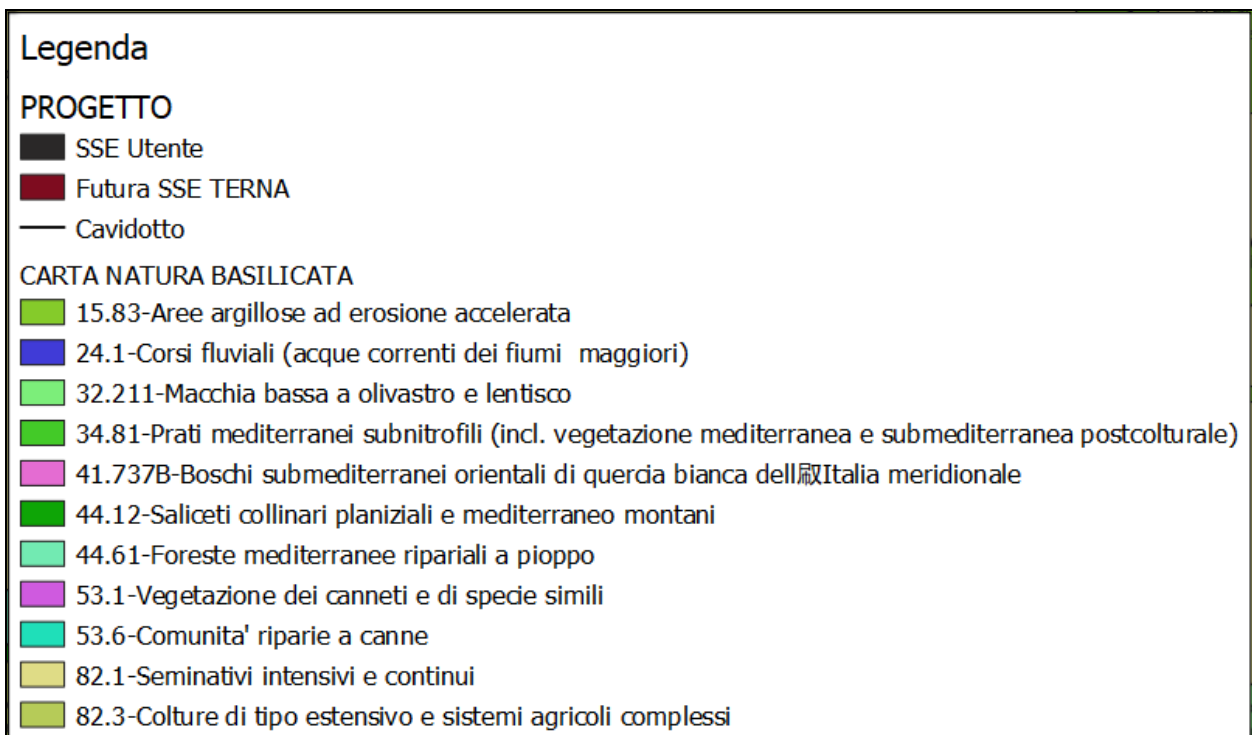 Legenda
PROGETTO
SSE Utente
Futura SSE TERNA
Cavidotto
CARTA NATURA BASILICATA
15.83-Aree argillose ad erosione accelerata
24.1-Corsi fluviali (acque correnti dei fiumi  maggiori)
32.211-Macchia bassa a olivastro e lentisco
34.81-Prati mediterranei subnitrofili (incl. vegetazione mediterranea e submediterranea postcolturale)
41.737B-Boschi submediterranei orientali di quercia bianca dell㕞Italia meridionale
44.12-Saliceti collinari planiziali e mediterraneo montani
44.61-Foreste mediterranee ripariali a pioppo
53.1-Vegetazione dei canneti e di specie simili
53.6-Comunita' riparie a canne
82.1-Seminativi intensivi e continui
82.3-Colture di tipo estensivo e sistemi agricoli complessi